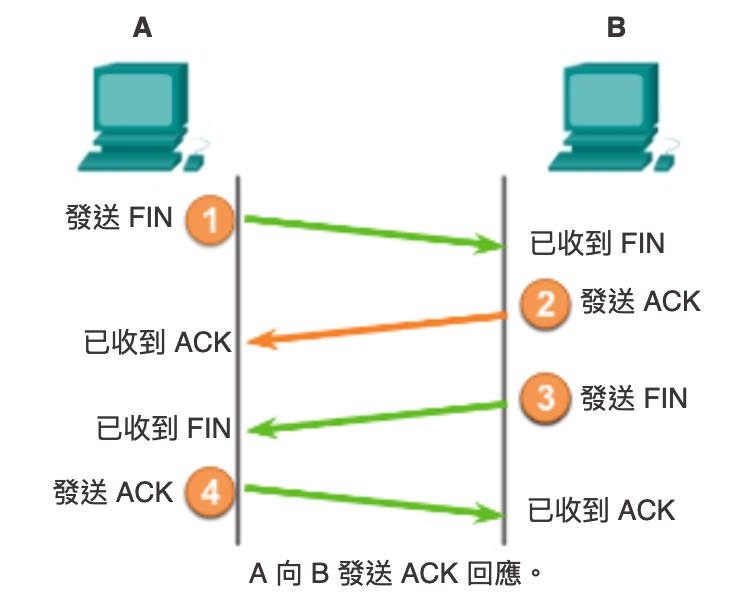 A
B
發送 FIN 1
已收到 FIN
2 發送 ACK
已收到 ACK
3 發送 FIN
已收到 FIN
發送 ACK 4
已收到 ACK
A 向 B 發送 ACK 回應。